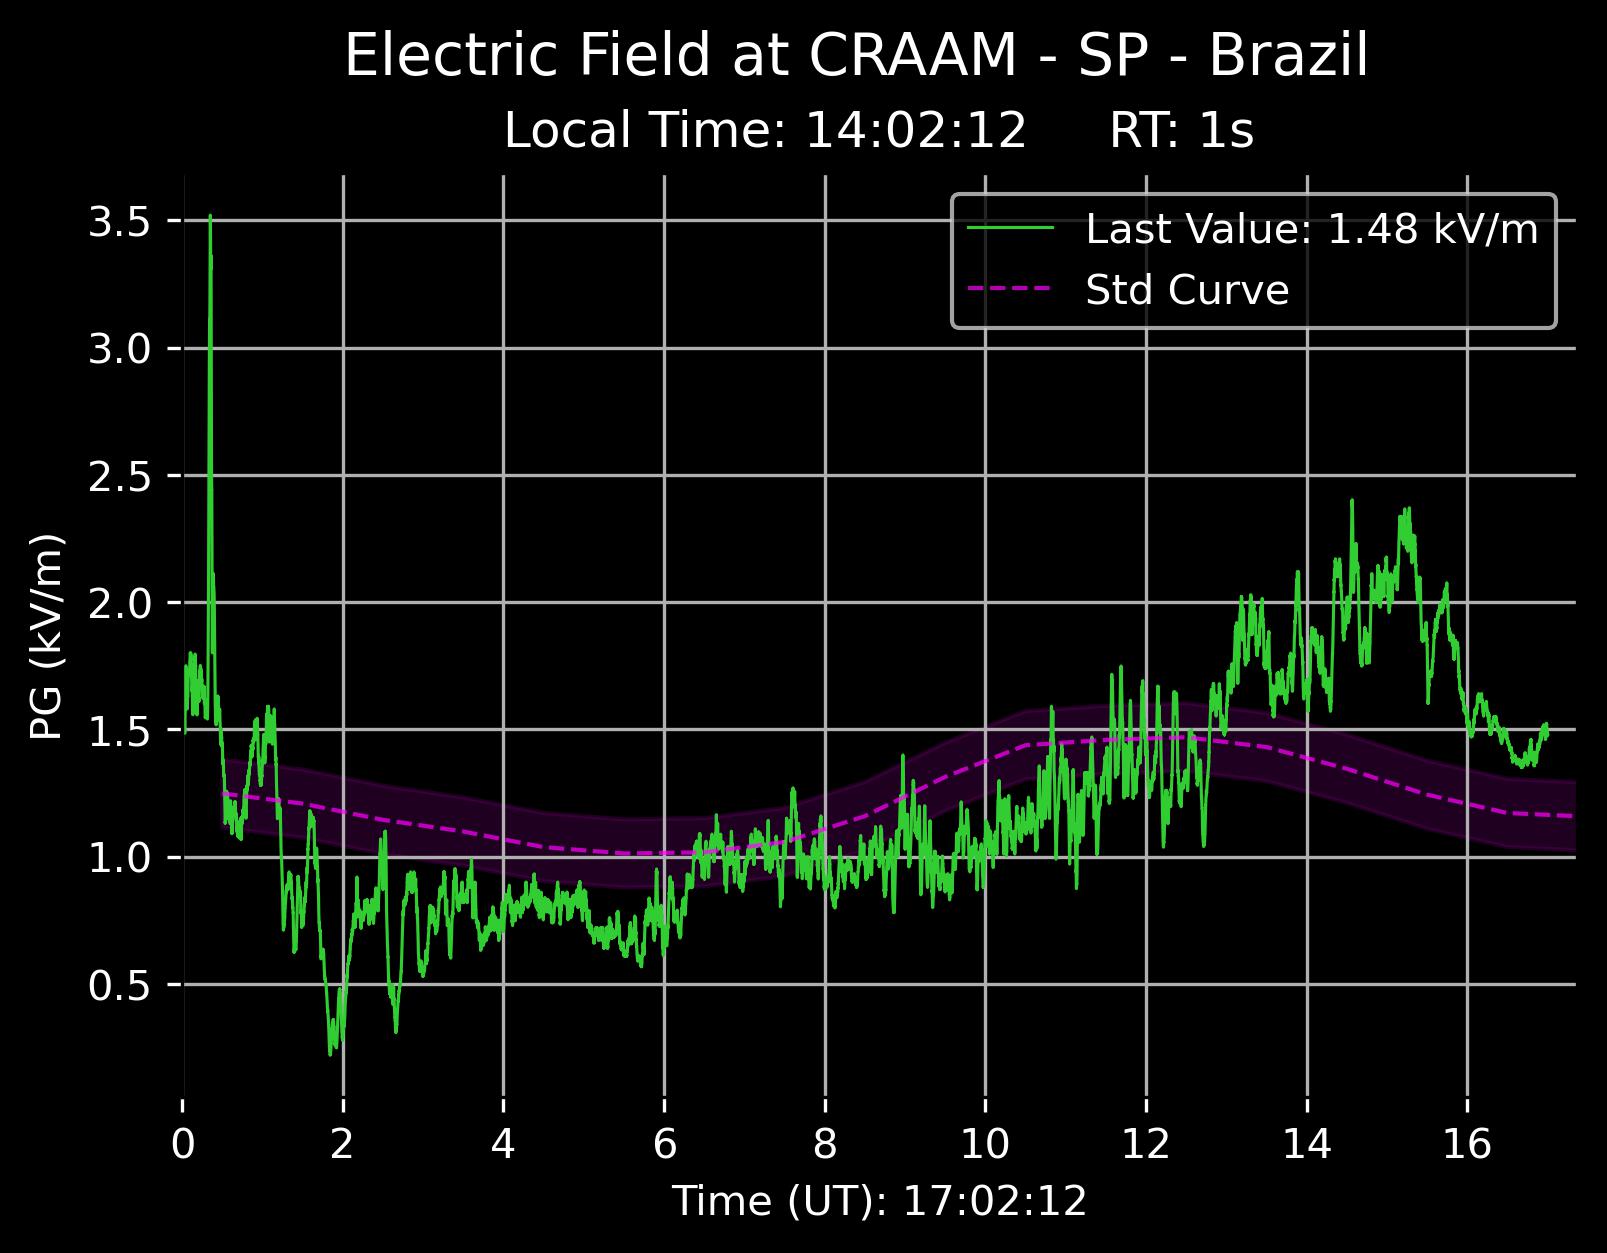 Electric Field at CRAAM - SP - Brazil
Local Time: 14:02:12 RT: 1s
Last Value: 1.48 kV/m
Std Curve
PG (kV/m)
3.5
3.0
2.5
2.0
1.5
1.0
0.5
0 2 4 6 8 10 12 14 16
Time (UT): 17:02:12